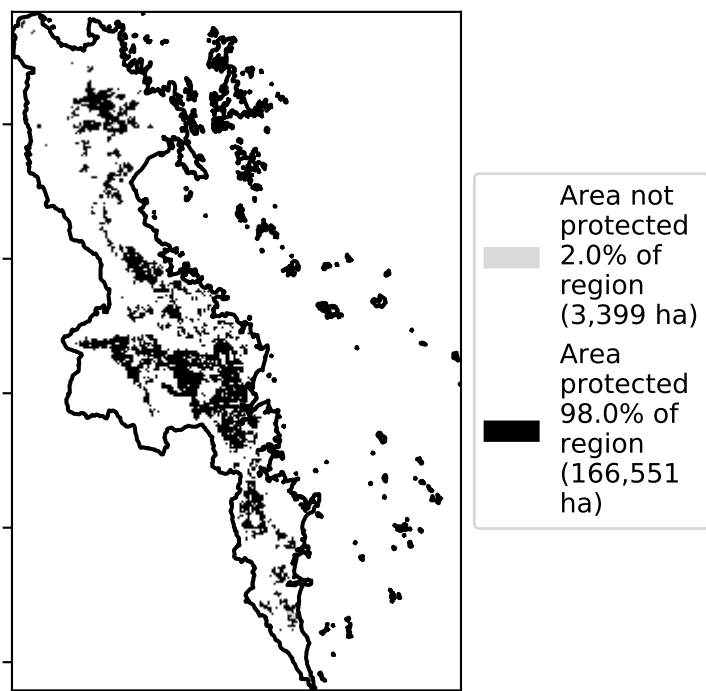 Area not
protected
2.0% of
region
(3,399 ha)
Area
protected
98.0% of
region
(166,551
ha)